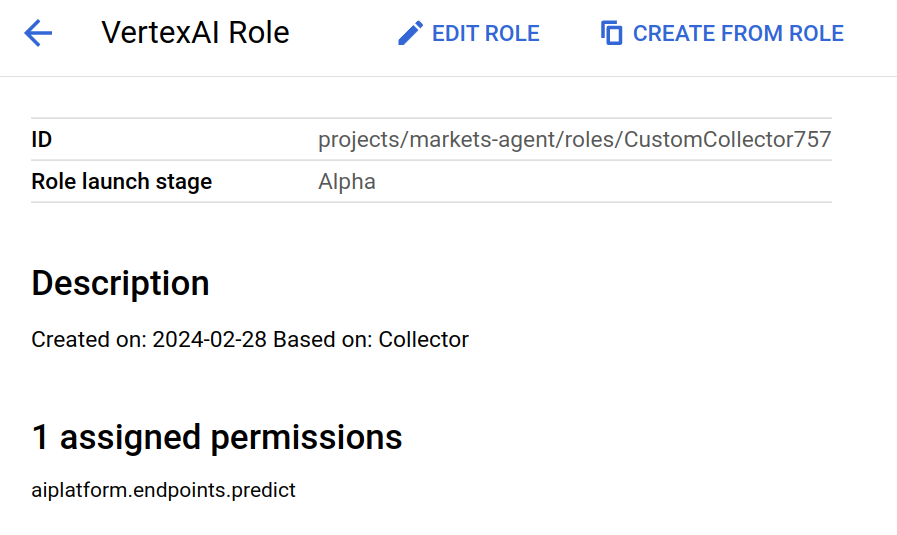 VertexAI Role EDIT ROLE CREATE FROM ROLE
ID projects/markets-agent/roles/CustomCollector757
Role launch stage Alpha
Description
Created on: 2024-02-28 Based on: Collector
1 assigned permissions
aiplatform.endpoints.predict